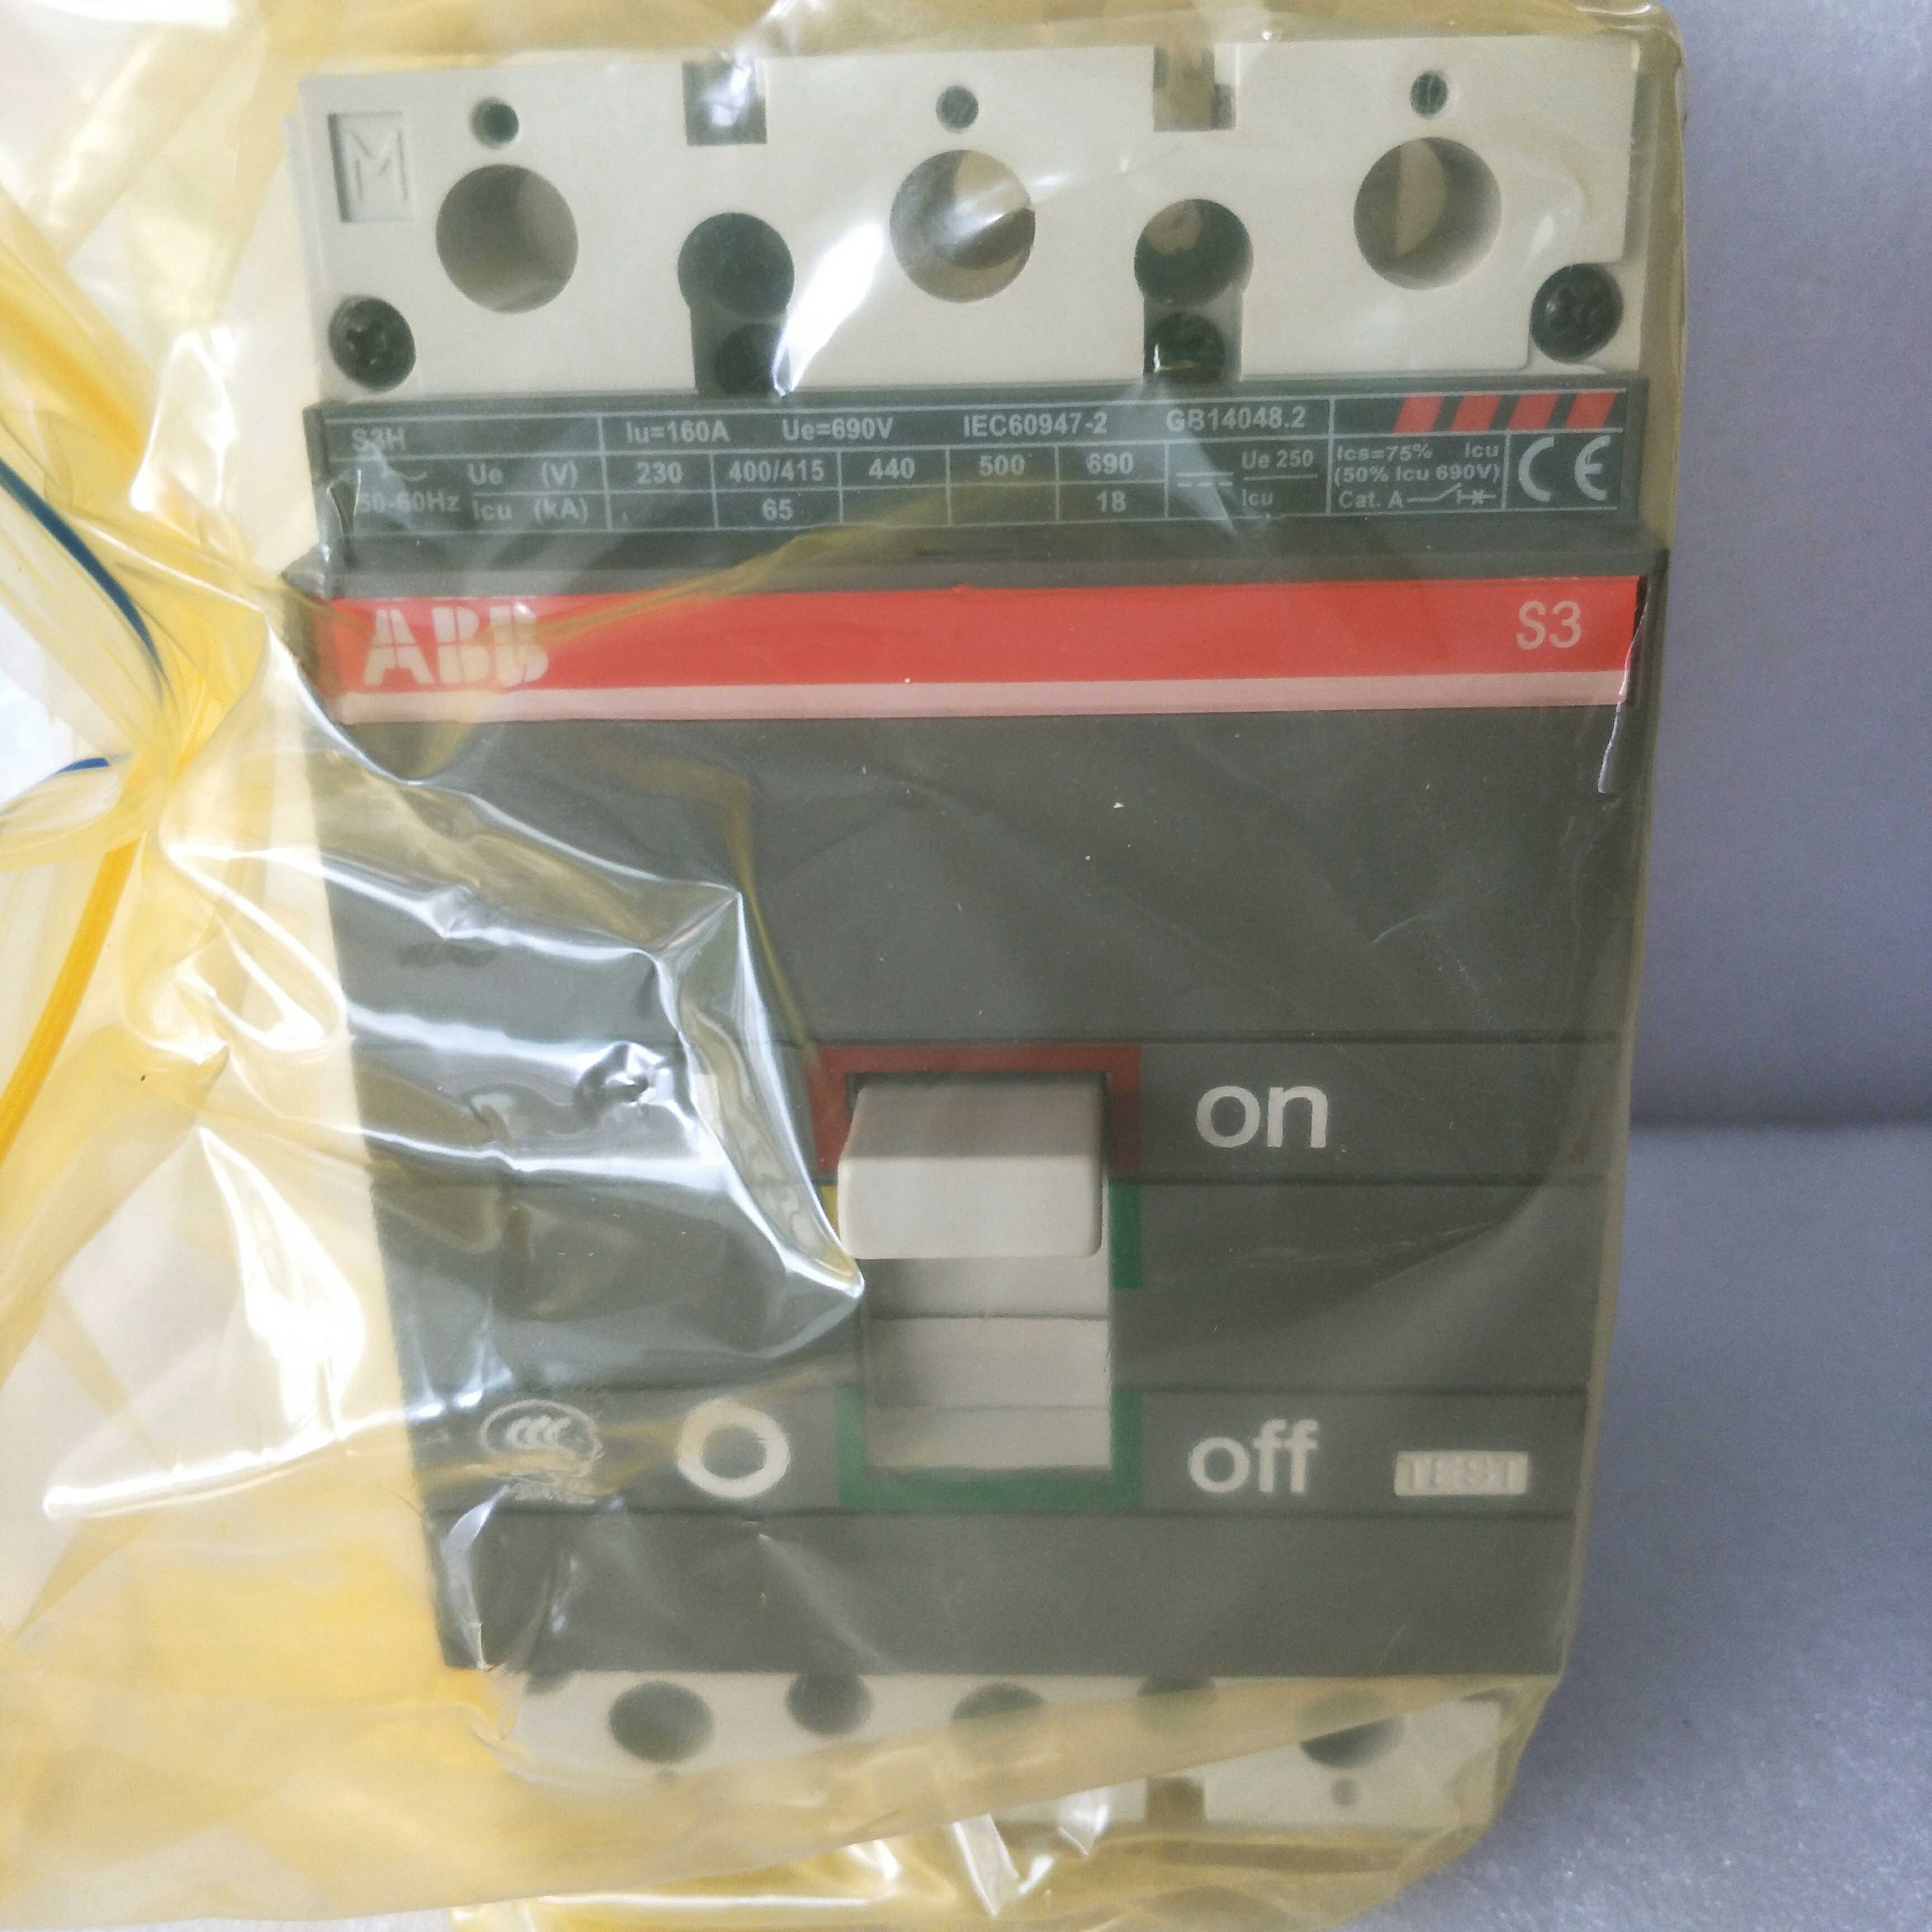 M
S3H Iu=160A Ue=690V IEC60947-2 GB14048.2
Ue (V) 230 400/415 440 500 690 Ue 250 Ics=75% Icu
(50% Icu 690V) CE
50-60Hz Icu (kA) 65 18 Icu Cat. A
ABB S3
on
CCC O off TEST